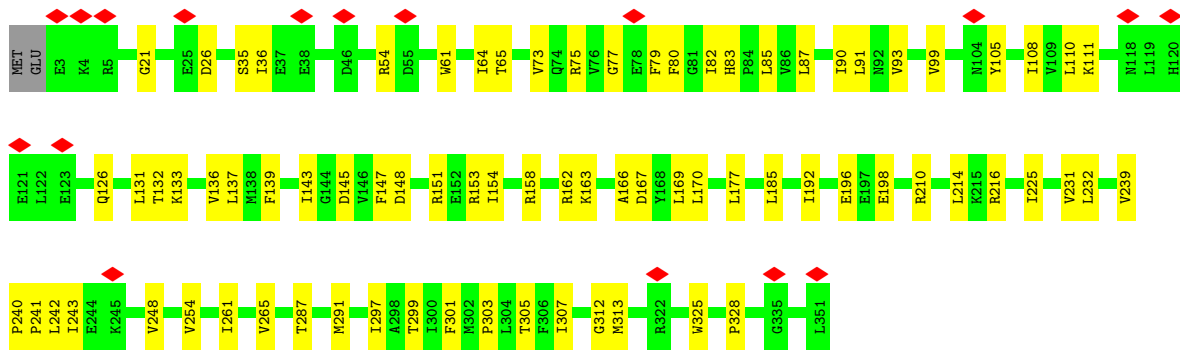 MET GLU E3 K4 R5 G21 E25 D26 S35 I36 E37 E38 D46 R54 D55 W61 I64 T65 V73 Q74 R75 V76 G77 E78 F79 F80 G81 I82 H83 P84 L85 V86 L87 I90 L91 N92 V93 V99 N104 Y105 I108 V109 L110 K111 N118 L119 H120
E121 L122 E123 Q126 L131 T132 K133 V136 L137 M138 F139 I143 G144 D145 V146 F147 D148 R151 E152 R153 I154 R158 R162 K163 A166 D167 Y168 L169 L170 L177 L185 I192 E196 E197 E198 R210 L214 K215 R216 I225 V231 L232 V239
P240 P241 L242 I243 E244 K245 V248 V254 I261 V265 T287 M291 I297 A298 T299 I300 F301 M302 P303 L304 T305 F306 I307 G312 M313 R322 W325 P328 G335 L351